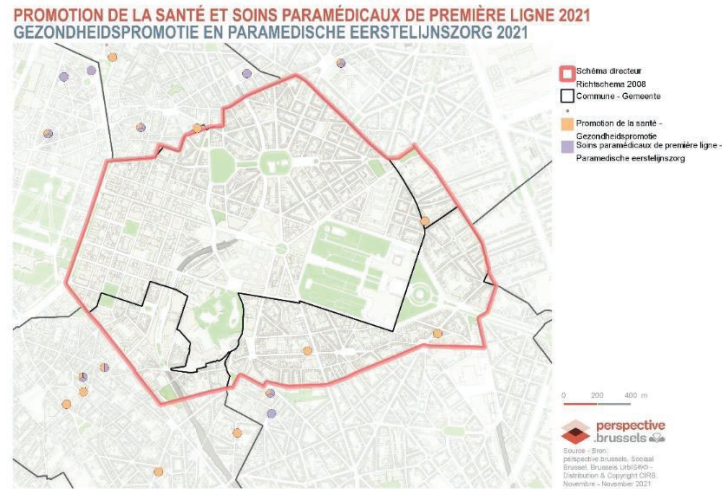 PROMOTION DE LA SANTÉ ET SOINS PARAMÉDICAUX DE PREMIÈRE LIGNE 2021
GEZONDHEIDSPROMOTIE EN PARAMEDISCHE EERSTELIJNSZORG 2021
Schéma directeur
Richtschema 2008
Commune - Gemeente
Promotion de la santé -
Gezondheidspromotie
Soins paramédicaux de première ligne -
Paramedische eerstelijnszorg
0 200 400 m
perspective
.brussels
Source - Bron:
perspective.brussels, Sociaal
Brussel, Brussels UrbIS®© -
Distribution & Copyright CIRB
Novembre - November 2021